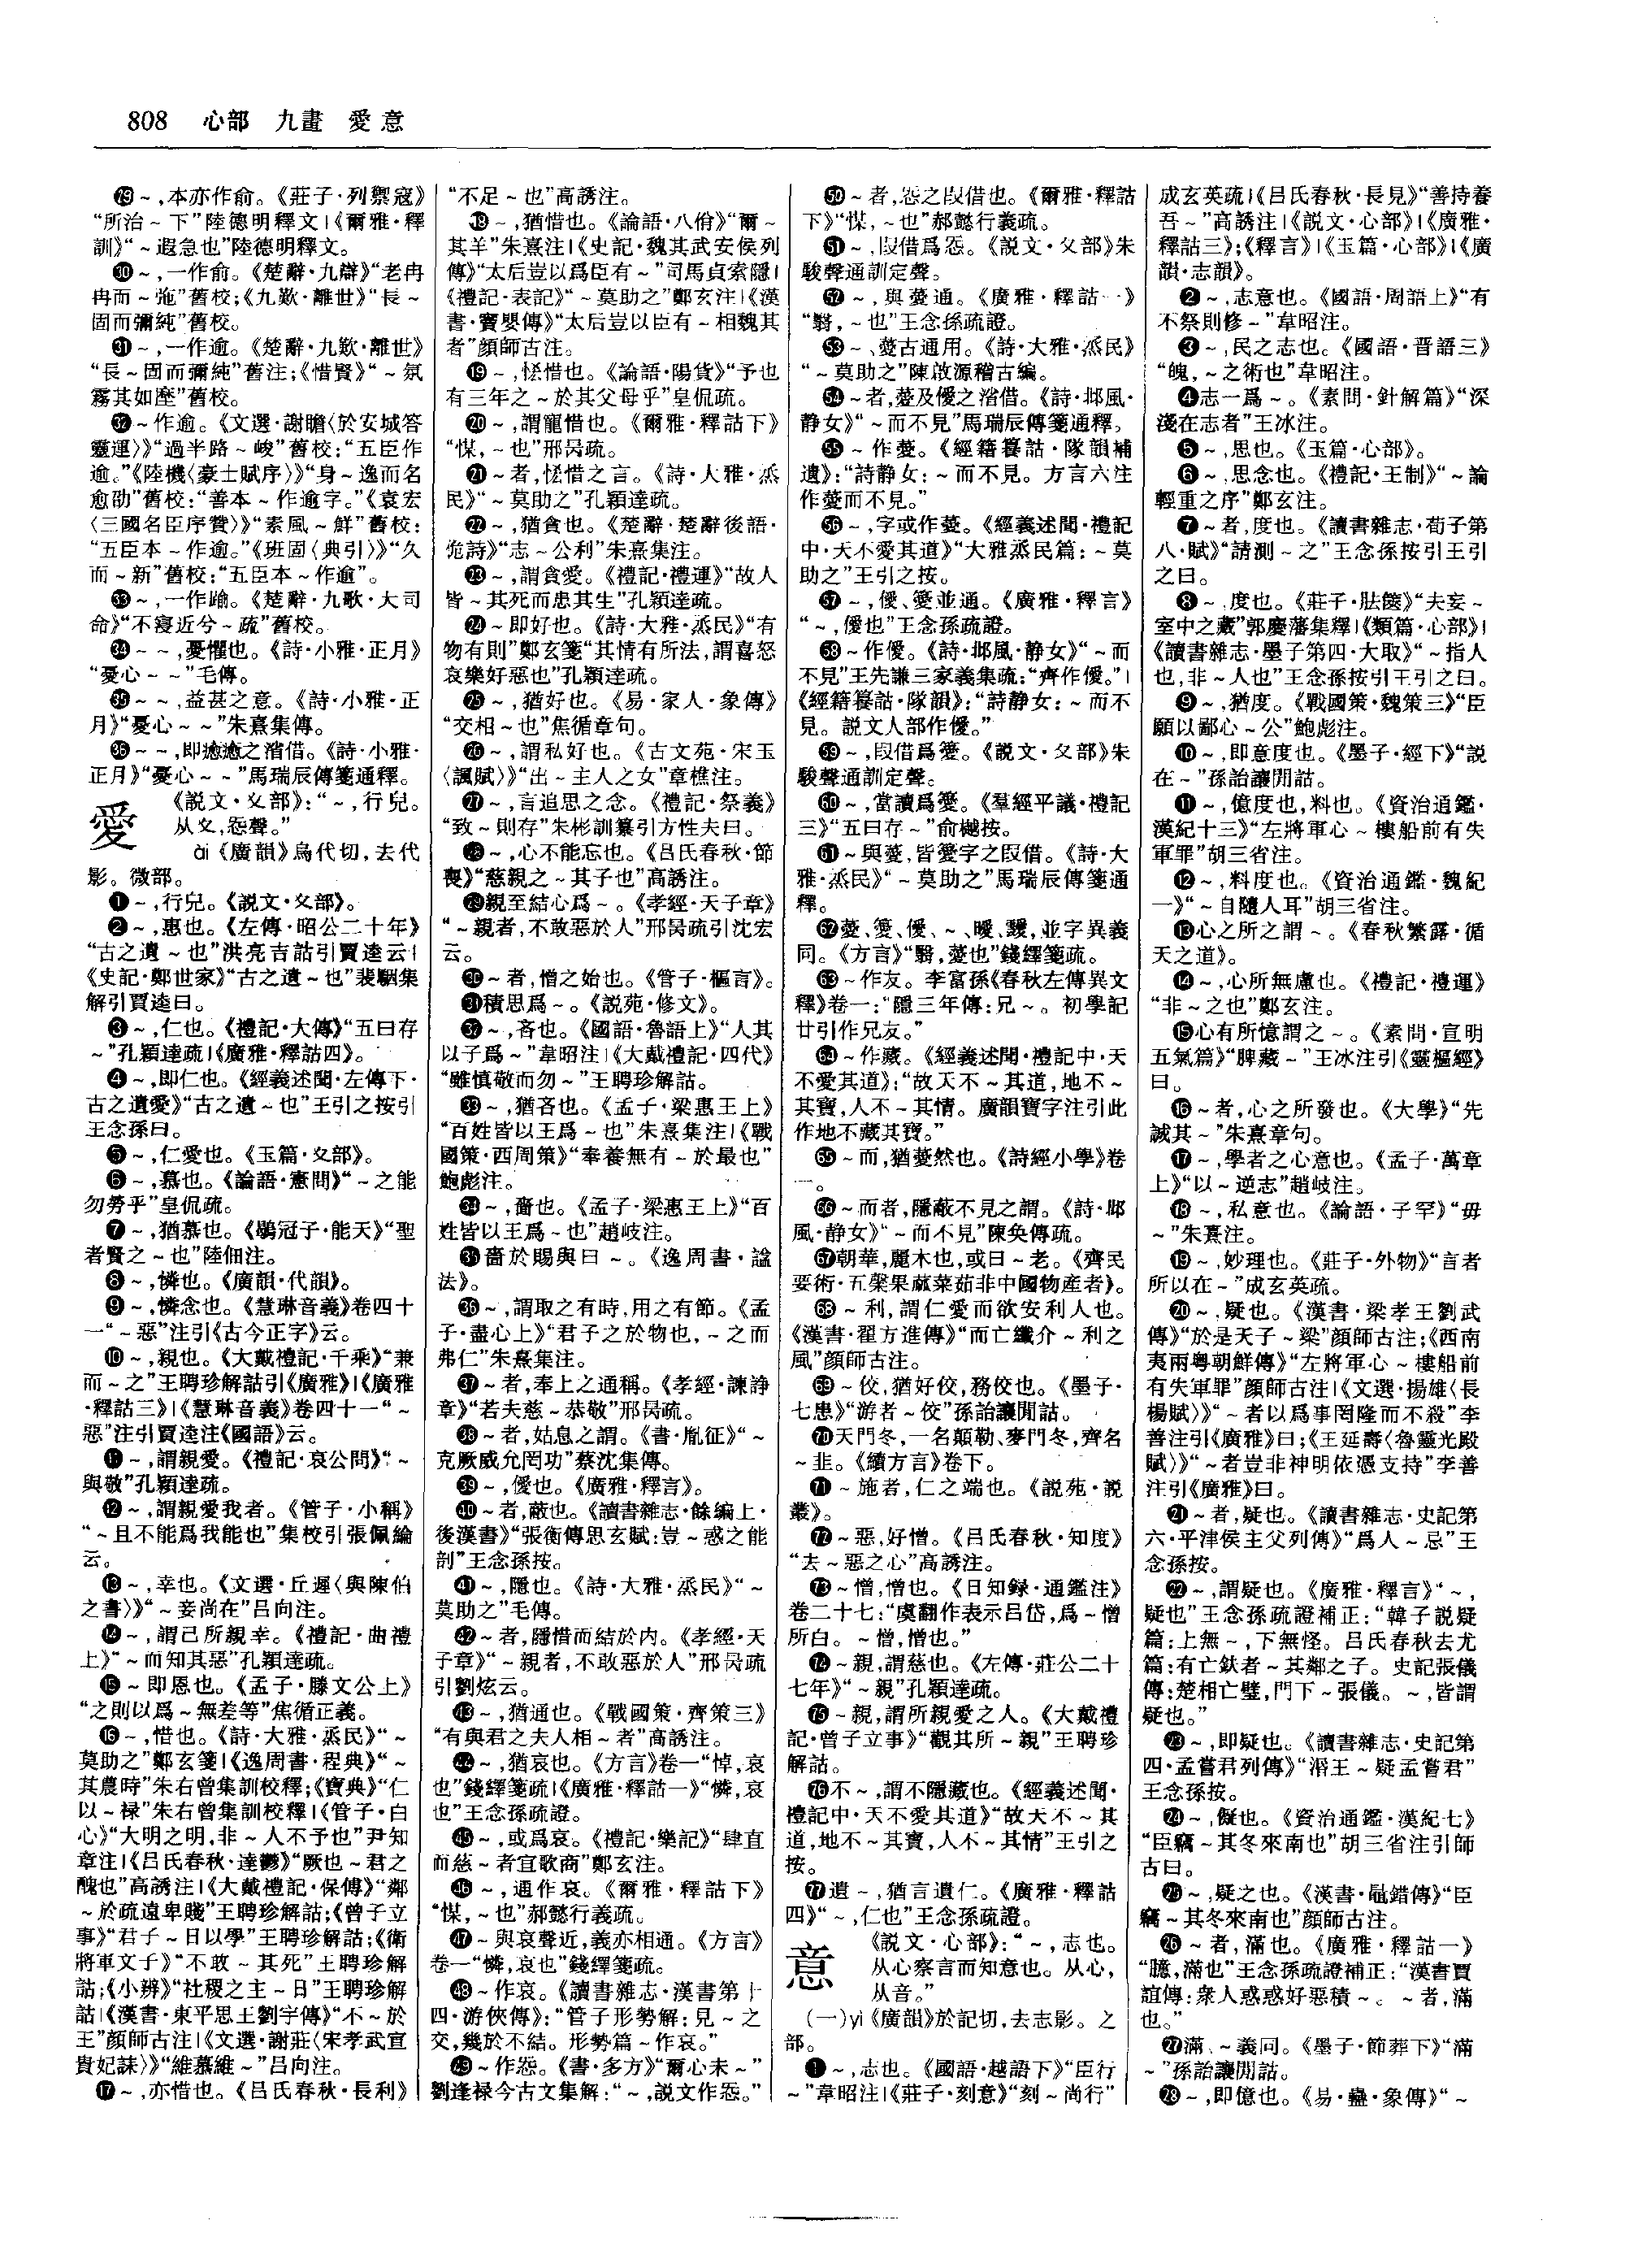 808 心部 九畫 愛意
㉙～,本亦作俞。《莊子·列禦寇》
“所治～下”陸德明釋文|《爾雅·釋
訓》“～遐急也”陸德明釋文。
㉚～,一作俞。《楚辭·九辯》“老冉
冉而～施”舊校;《九歎·離世》“長～
固而彌純”舊校。
㉛～,一作逾。《楚辭·九歎·離世》
“長～固而彌純”舊注;《惜賢》“～氛
霧其如塵”舊校。
㉜～作逾。《文選·謝瞻〈於安城答
靈運〉》“過半路～峻”舊校:“五臣作
逾。”《陸機〈豪士賦序〉》“身～逸而名
愈劭”舊校:“善本～作逾字。”《袁宏
〈三國名臣序贊〉》“素風～鮮”舊校:
“五臣本～作逾。”《班固〈典引〉》“久
而～新”舊校:“五臣本～作逾”。
㉝～,一作踰。《楚辭·九歌·大司
命》“不寖近兮～疏”舊校。
㉞～～,憂懼也。《詩·小雅·正月》
“憂心～～”毛傳。
㉟～～,益甚之意。《詩·小雅·正
月》“憂心～～”朱熹集傳。
㊱～～,即瘉瘉之渻借。《詩·小雅·
正月》“憂心～～”馬瑞辰傳箋通釋。
愛
《説文·夊部》:“～,行皃。
从夊,㤅聲。”
ài《廣韻》烏代切,去代
影。微部。
❶～,行皃。《説文·夊部》。
❷～,惠也。《左傳·昭公二十年》
“古之遺～也”洪亮吉詁引賈逵云|
《史記·鄭世家》“古之遺～也”裴駰集
解引賈逵曰。
❸～,仁也。《禮記·大傳》“五曰存
～”孔穎達疏|《廣雅·釋詁四》。
❹～,即仁也。《經義述聞·左傳下·
古之遺愛》“古之遺～也”王引之按引
王念孫曰。
❺～,仁愛也。《玉篇·夊部》。
❻～,慕也。《論語·憲問》“～之能
勿勞乎”皇侃疏。
❼～,猶慕也。《鶡冠子·能天》“聖
者賢之～也”陸佃注。
❽～,憐也。《廣韻·代韻》。
❾～,憐念也。《慧琳音義》卷四十
一“～惡”注引《古今正字》云。
❿～,親也。《大戴禮記·千乘》“兼
而～之”王聘珍解詁引《廣雅》|《廣雅
·釋詁三》|《慧琳音義》卷四十一“～
惡”注引賈逵注《國語》云。
⓫～,謂親愛。《禮記·哀公問》“～
與敬”孔穎達疏。
⓬～,謂親愛我者。《管子·小稱》
“～且不能爲我能也”集校引張佩綸
云。
⓭～,幸也。《文選·丘遲〈與陳伯
之書〉》“～妾尚在”吕向注。
⓮～,謂己所親幸。《禮記·曲禮
上》“～而知其惡”孔穎達疏。
⓯～即恩也。《孟子·滕文公上》
“之則以爲～無差等”焦循正義。
⓰～,惜也。《詩·大雅·烝民》“～
莫助之”鄭玄箋|《逸周書·程典》“～
其農時”朱右曾集訓校釋;《寶典》“仁
以～禄”朱右曾集訓校釋|《管子·白
心》“大明之明,非～人不予也”尹知
章注|《吕氏春秋·達鬱》“厥也～君之
醜也”高誘注|《大戴禮記·保傅》“鄰
～於疏遠卑賤”王聘珍解詁;《曾子立
事》“君子～日以學”王聘珍解詁;《衛
將軍文子》“不敢～其死”王聘珍解
詁;《小辨》“社稷之主～日”王聘珍解
詁|《漢書·東平思王劉宇傳》“不～於
王”顔師古注|《文選·謝莊〈宋孝武宣
貴妃誄〉》“維慕維～”吕向注。
⓱～,亦惜也。《吕氏春秋·長利》
“不足～也”高誘注。
⓲～,猶惜也。《論語·八佾》“爾～
其羊”朱熹注|《史記·魏其武安侯列
傳》“太后豈以爲臣有～”司馬貞索隱|
《禮記·表記》“～莫助之”鄭玄注|《漢
書·竇嬰傳》“太后豈以臣有～相魏其
者”顔師古注。
⓳～,恡惜也。《論語·陽貨》“予也
有三年之～於其父母乎”皇侃疏。
⓴～,謂寵惜也。《爾雅·釋詁下》
“惵,～也”邢昺疏。
㉑～者,恡惜之言。《詩·大雅·烝
民》“～莫助之”孔穎達疏。
㉒～,猶貪也。《楚辭·楚辭後語·
佹詩》“志～公利”朱熹集注。
㉓～,謂貪愛。《禮記·禮運》“故人
皆～其死而患其生”孔穎達疏。
㉔～即好也。《詩·大雅·烝民》“有
物有則”鄭玄箋“其情有所法,謂喜怒
哀樂好惡也”孔穎達疏。
㉕～,猶好也。《易·家人·象傳》
“交相～也”焦循章句。
㉖～,謂私好也。《古文苑·宋玉
〈諷賦〉》“出～主人之女”章樵注。
㉗～,言追思之念。《禮記·祭義》
“致～則存”朱彬訓纂引方性夫曰。
㉘～,心不能忘也。《吕氏春秋·節
喪》“慈親之～其子也”高誘注。
㉙親至結心爲～。《孝經·天子章》
“～親者,不敢惡於人”邢昺疏引沈宏
云。
㉚～者,憎之始也。《管子·樞言》。
㉛積思爲～。《説苑·修文》。
㉜～,吝也。《國語·魯語上》“人其
以子爲～”韋昭注|《大戴禮記·四代》
“雖慎敬而勿～”王聘珍解詁。
㉝～,猶吝也。《孟子·梁惠王上》
“百姓皆以王爲～也”朱熹集注|《戰
國策·西周策》“奉養無有～於最也”
鮑彪注。
㉞～,嗇也。《孟子·梁惠王上》“百
姓皆以王爲～也”趙岐注。
㉟嗇於賜與曰～。《逸周書·謚
法》。
㊱～,謂取之有時,用之有節。《孟
子·盡心上》“君子之於物也,～之而
弗仁”朱熹集注。
㊲～者,奉上之通稱。《孝經·諫諍
章》“若夫慈～恭敬”邢昺疏。
㊳～者,姑息之謂。《書·胤征》“～
克厥威允罔功”蔡沈集傳。
㊴～,僾也。《廣雅·釋言》。
㊵～者,蔽也。《讀書雜志·餘編上·
後漢書》“張衡傳思玄賦:豈～惑之能
剖”王念孫按。
㊶～,隱也。《詩·大雅·烝民》“～
莫助之”毛傳。
㊷～者,隱惜而結於内。《孝經·天
子章》“～親者,不敢惡於人”邢昺疏
引劉炫云。
㊸～,猶通也。《戰國策·齊策三》
“有與君之夫人相～者”高誘注。
㊹～,猶哀也。《方言》卷一“悼,哀
也”錢繹箋疏|《廣雅·釋詁一》“憐,哀
也”王念孫疏證。
㊺～,或爲哀。《禮記·樂記》“肆直
而慈～者宜歌商”鄭玄注。
㊻～,通作哀。《爾雅·釋詁下》
“惵,～也”郝懿行義疏。
㊼～與哀聲近,義亦相通。《方言》
卷一“憐,哀也”錢繹箋疏。
㊽～作哀。《讀書雜志·漢書第十
四·游俠傳》:“管子形勢解:見～之
交,幾於不結。形勢篇～作哀。”
㊾～作㤅。《書·多方》“爾心未～”
劉逢禄今古文集解:“～,説文作㤅。”
㊿～者,㤅之叚借也。《爾雅·釋詁
下》“惵,～也”郝懿行義疏。
51～,叚借爲㤅。《説文·夊部》朱
駿聲通訓定聲。
52～,與薆通。《廣雅·釋詁一》
“翳,～也”王念孫疏證。
53～、薆古通用。《詩·大雅·烝民》
“～莫助之”陳啟源稽古編。
54～者,薆及僾之渻借。《詩·邶風·
静女》“～而不見”馬瑞辰傳箋通釋。
55～作薆。《經籍籑詁·隊韻補
遺》:“詩静女:～而不見。方言六注
作薆而不見。”
56～,字或作薆。《經義述聞·禮記
中·天不愛其道》“大雅烝民篇:～莫
助之”王引之按。
57～,僾、薆並通。《廣雅·釋言》
“～,僾也”王念孫疏證。
58～作僾。《詩·邶風·静女》“～而
不見”王先謙三家義集疏:“齊作僾。”|
《經籍籑詁·隊韻》:“詩静女:～而不
見。説文人部作僾。”
59～,叚借爲㤅。《説文·夊部》朱
駿聲通訓定聲。
60～,當讀爲薆。《羣經平議·禮記
三》“五曰存～”俞樾按。
61～與薆,皆㤅字之叚借。《詩·大
雅·烝民》“～莫助之”馬瑞辰傳箋通
釋。
62薆、篗、僾、～、曖、靉,並字異義
同。《方言》“翳,薆也”錢繹箋疏。
63～作友。李富孫《春秋左傳異文
釋》卷一:“隱三年傳:兄～。初學記
廿引作兄友。”
64～作藏。《經義述聞·禮記中·天
不愛其道》:“故天不～其道,地不～
其寶,人不～其情。廣韻寶字注引此
作地不藏其寶。”
65～而,猶薆然也。《詩經小學》卷
一。
66～而者,隱蔽不見之謂。《詩·邶
風·静女》“～而不見”陳奂傳疏。
67朝華,麗木也,或曰～老。《齊民
要術·五穀果蓏菜茹非中國物産者》。
68～利,謂仁愛而欲安利人也。
《漢書·翟方進傳》“而亡纖介～利之
風”顔師古注。
69～佼,猶好佼,務佼也。《墨子·
七患》“游者～佼”孫詒讓閒詁。
70天門冬,一名顛勒、麥門冬,齊名
～韭。《續方言》卷下。
71～施者,仁之端也。《説苑·説
叢》。
72～惡,好憎。《吕氏春秋·知度》
“去～惡之心”高誘注。
73～憎,憎也。《日知録·通鑑注》
卷二十七:“虞翻作表示吕岱,爲～憎
所白。～憎,憎也。”
74～親,謂慈也。《左傳·莊公二十
七年》“～親”孔穎達疏。
75～親,謂所親愛之人。《大戴禮
記·曾子立事》“觀其所～親”王聘珍
解詁。
76不～,謂不隱藏也。《經義述聞·
禮記中·天不愛其道》“故天不～其
道,地不～其寶,人不～其情”王引之
按。
77遺～,猶言遺仁。《廣雅·釋詁
四》“～,仁也”王念孫疏證。
意
《説文·心部》:“～,志也。
从心察言而知意也。从心,
从音。”
(一)yì《廣韻》於記切,去志影。之
部。
❶～,志也。《國語·越語下》“臣行
～”韋昭注|《莊子·刻意》“刻～尚行”
成玄英疏|《吕氏春秋·長見》“善持養
吾～”高誘注|《説文·心部》|《廣雅·
釋詁三》;《釋言》|《玉篇·心部》|《廣
韻·志韻》。
❷～,志意也。《國語·周語上》“有
不祭則修～”韋昭注。
❸～,民之志也。《國語·晋語三》
“魄,～之術也”韋昭注。
❹志一爲～。《素問·針解篇》“深
淺在志者”王冰注。
❺～,思也。《玉篇·心部》。
❻～,思念也。《禮記·王制》“～論
輕重之序”鄭玄注。
❼～者,度也。《讀書雜志·荀子第
八·賦》“請測～之”王念孫按引王引
之曰。
❽～,度也。《莊子·胠篋》“夫妄～
室中之藏”郭慶藩集釋|《類篇·心部》|
《讀書雜志·墨子第四·大取》“～指人
也,非～人也”王念孫按引王引之曰。
❾～,猶度。《戰國策·魏策三》“臣
願以鄙心～公”鮑彪注。
❿～,即意度也。《墨子·經下》“説
在～”孫詒讓閒詁。
⓫～,億度也,料也。《資治通鑑·
漢紀十三》“左將軍心～樓船前有失
軍罪”胡三省注。
⓬～,料度也。《資治通鑑·魏紀
一》“～自隨人耳”胡三省注。
⓭心之所之謂～。《春秋繁露·循
天之道》。
⓮～,心所無慮也。《禮記·禮運》
“非～之也”鄭玄注。
⓯心有所憶謂之～。《素問·宣明
五氣篇》“脾藏～”王冰注引《靈樞經》
曰。
⓰～者,心之所發也。《大學》“先
誠其～”朱熹章句。
⓱～,學者之心意也。《孟子·萬章
上》“以～逆志”趙岐注。
⓲～,私意也。《論語·子罕》“毋
～”朱熹注。
⓳～,妙理也。《莊子·外物》“言者
所以在～”成玄英疏。
⓴～,疑也。《漢書·梁孝王劉武
傳》“於是天子～梁”顔師古注;《西南
夷兩粤朝鮮傳》“左將軍心～樓船前
有失軍罪”顔師古注|《文選·揚雄〈長
楊賦〉》“～者以爲事罔隆而不殺”李
善注引《廣雅》曰;《王延壽〈魯靈光殿
賦〉》“～者豈非神明依憑支持”李善
注引《廣雅》曰。
㉑～者,疑也。《讀書雜志·史記第
六·平津侯主父列傳》“爲人～忌”王
念孫按。
㉒～,謂疑也。《廣雅·釋言》“～,
疑也”王念孫疏證補正:“韓子説疑
篇:上無～,下無怪。吕氏春秋去尤
篇:有亡鈇者～其鄰之子。史記張儀
傳:楚相亡璧,門下～張儀。～,皆謂
疑也。”
㉓～,即疑也。《讀書雜志·史記第
四·孟嘗君列傳》“湣王～疑孟嘗君”
王念孫按。
㉔～,儗也。《資治通鑑·漢紀七》
“臣竊～其冬來南也”胡三省注引師
古曰。
㉕～,疑之也。《漢書·鼂錯傳》“臣
竊～其冬來南也”顔師古注。
㉖～者,滿也。《廣雅·釋詁一》
“臆,滿也”王念孫疏證補正:“漢書賈
誼傳:衆人惑惑好惡積～。～者,滿
也。”
㉗滿、～義同。《墨子·節葬下》“滿
～”孫詒讓閒詁。
㉘～,即億也。《易·蠱·象傳》“～